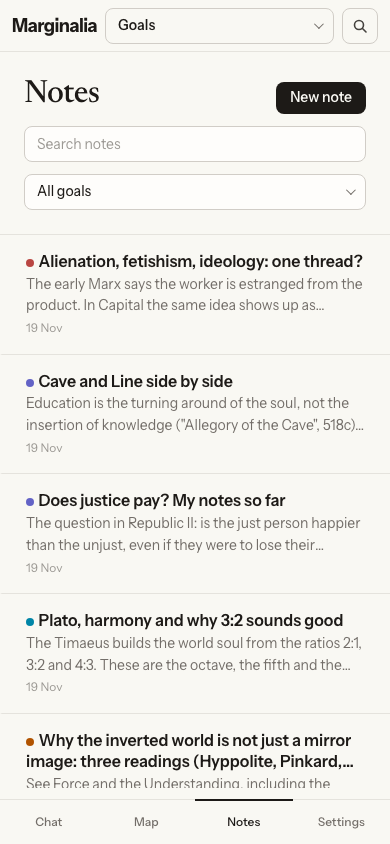 Marginalia
Goals
Notes
New note
Search notes
All goals
Alienation, fetishism, ideology: one thread?
The early Marx says the worker is estranged from the
product. In Capital the same idea shows up as...
19 Nov
Cave and Line side by side
Education is the turning around of the soul, not the
insertion of knowledge ("Allegory of the Cave", 518c)...
19 Nov
Does justice pay? My notes so far
The question in Republic II: is the just person happier
than the unjust, even if they were to lose their...
19 Nov
Plato, harmony and why 3:2 sounds good
The Timaeus builds the world soul from the ratios 2:1,
3:2 and 4:3. These are the octave, the fifth and the...
19 Nov
Why the inverted world is not just a mirror
image: three readings (Hyppolite, Pinkard,...
See Force and the Understanding, including the
Chat
Map
Notes
Settings